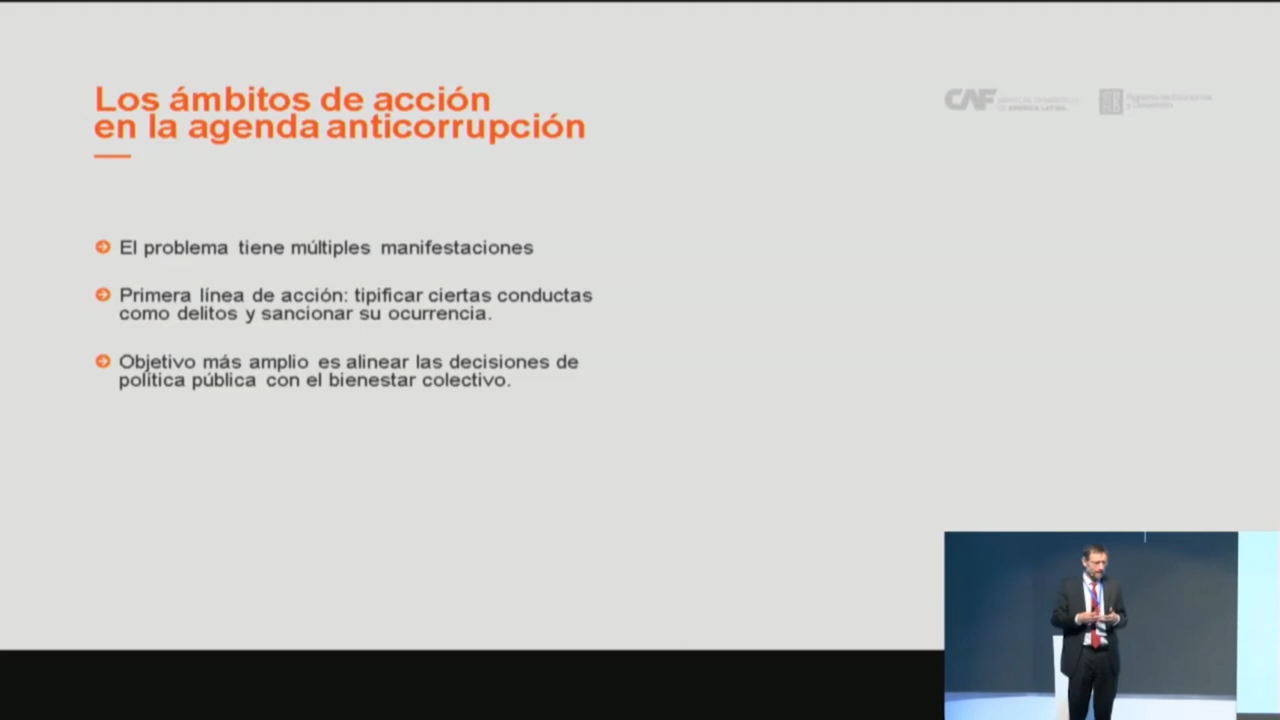 Los ámbitos de acción
en la agenda anticorrupción
CAF
AMÉRICA LATINA
El problema tiene múltiples manifestaciones
Primera línea de acción: tipificar ciertas conductas
como delitos y sancionar su ocurrencia.
Objetivo más amplio es alinear las decisiones de
política pública con el bienestar colectivo.